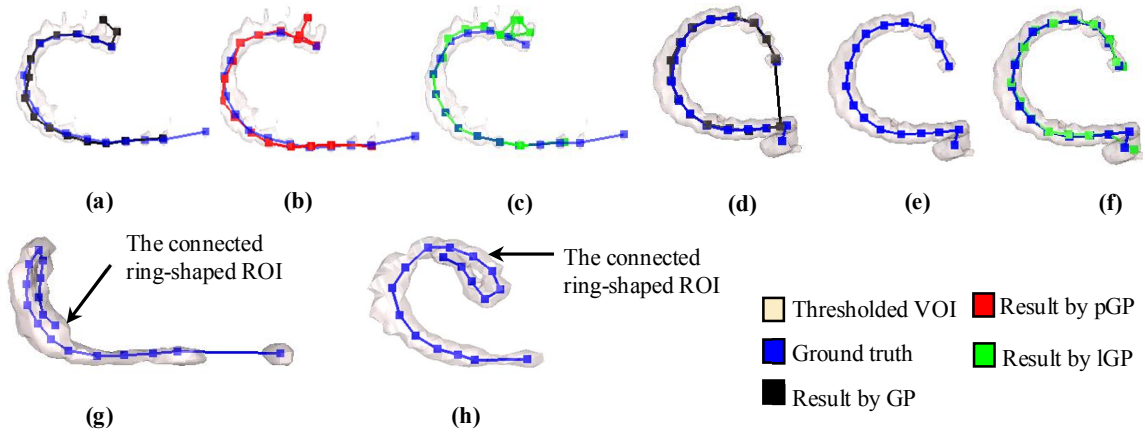 (a)
(b)
(c)
(d)
(e)
(f)
The connected
ring-shaped ROI
The connected
ring-shaped ROI
Thresholded VOI
Result by pGP
Ground truth
Result by lGP
Result by GP
(g)
(h)